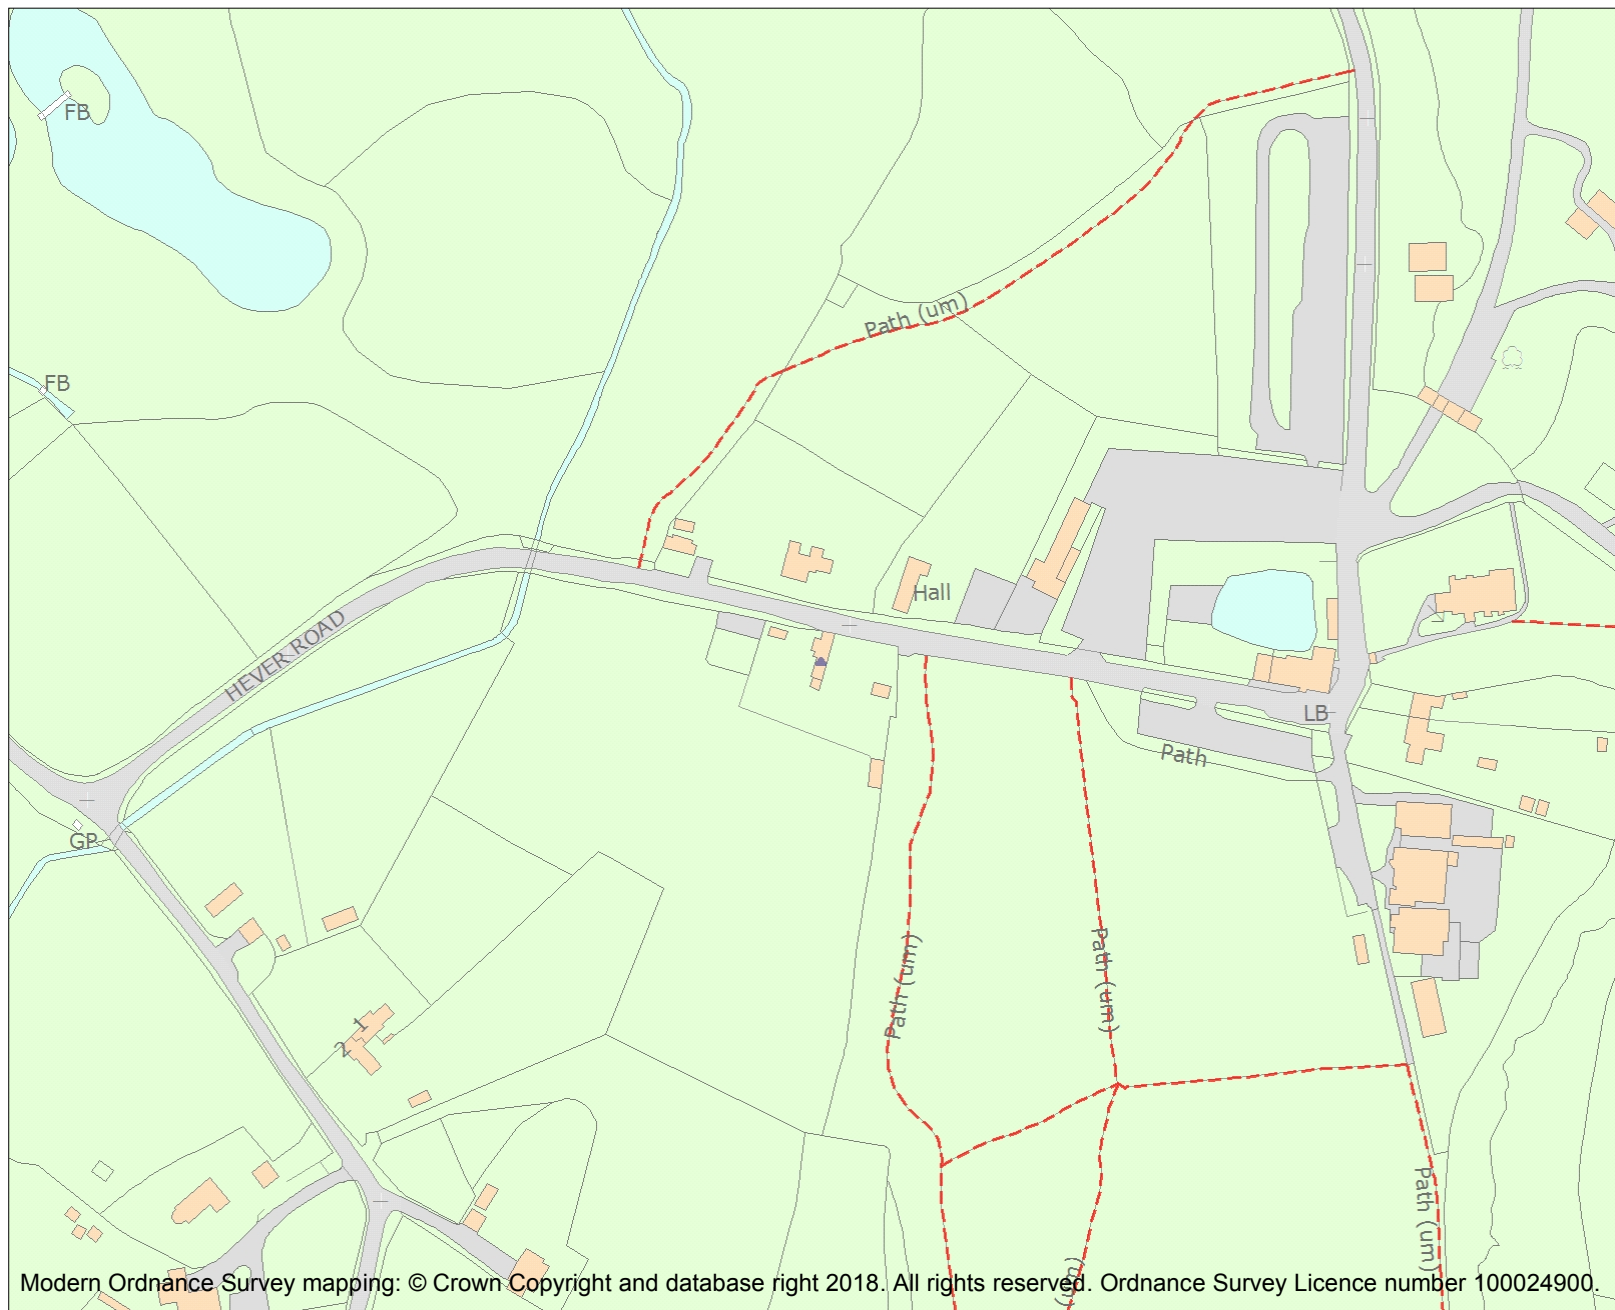 FB
Path (um)
FB
Hall
HEVER ROAD
LB
Path
GP
Path (um)
Path (um)
1
2
Path (um)
(um)
Modern Ordnance Survey mapping: © Crown Copyright and database right 2018. All rights reserved. Ordnance Survey Licence number 100024900.